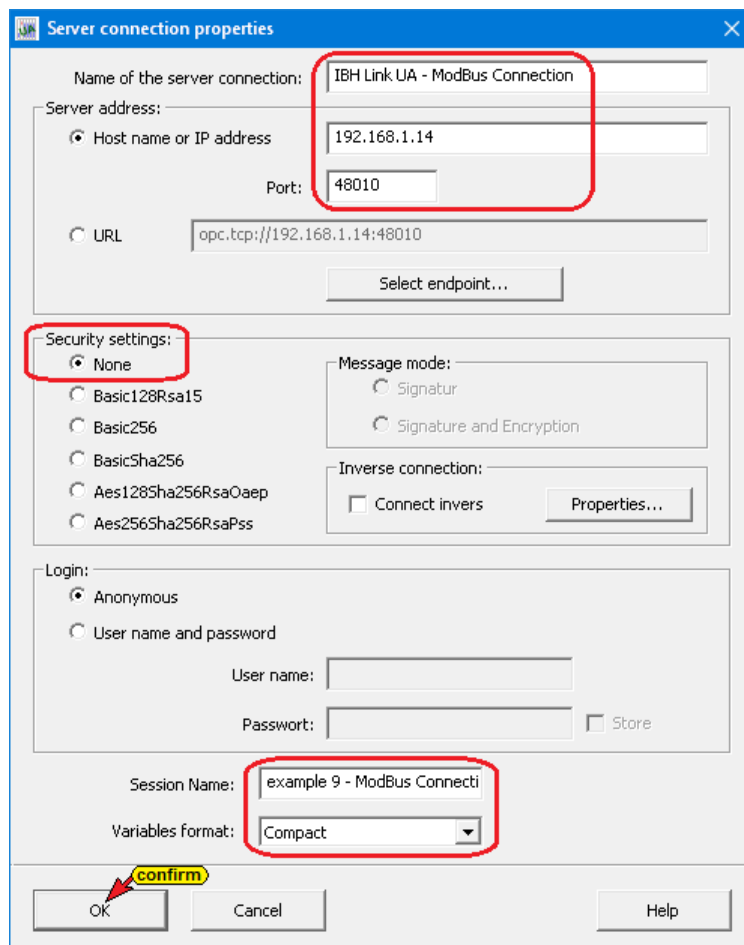 Server connection properties
Name of the server connection: IBH Link UA - ModBus Connection
Server address:
Host name or IP address 192.168.1.14
Port: 48010
URL opc.tcp://192.168.1.14:48010
Select endpoint...
Security settings:
None
Basic128Rsa15
Basic256
BasicSha256
Aes128Sha256RsaOaep
Aes256Sha256RsaPss
Message mode:
Signatur
Signature and Encryption
Inverse connection:
Connect invers Properties...
Login:
Anonymous
User name and password
User name:
Passwort: Store
Session Name: example 9 - ModBus Connecti
Variables format: Compact
confirm
OK Cancel Help